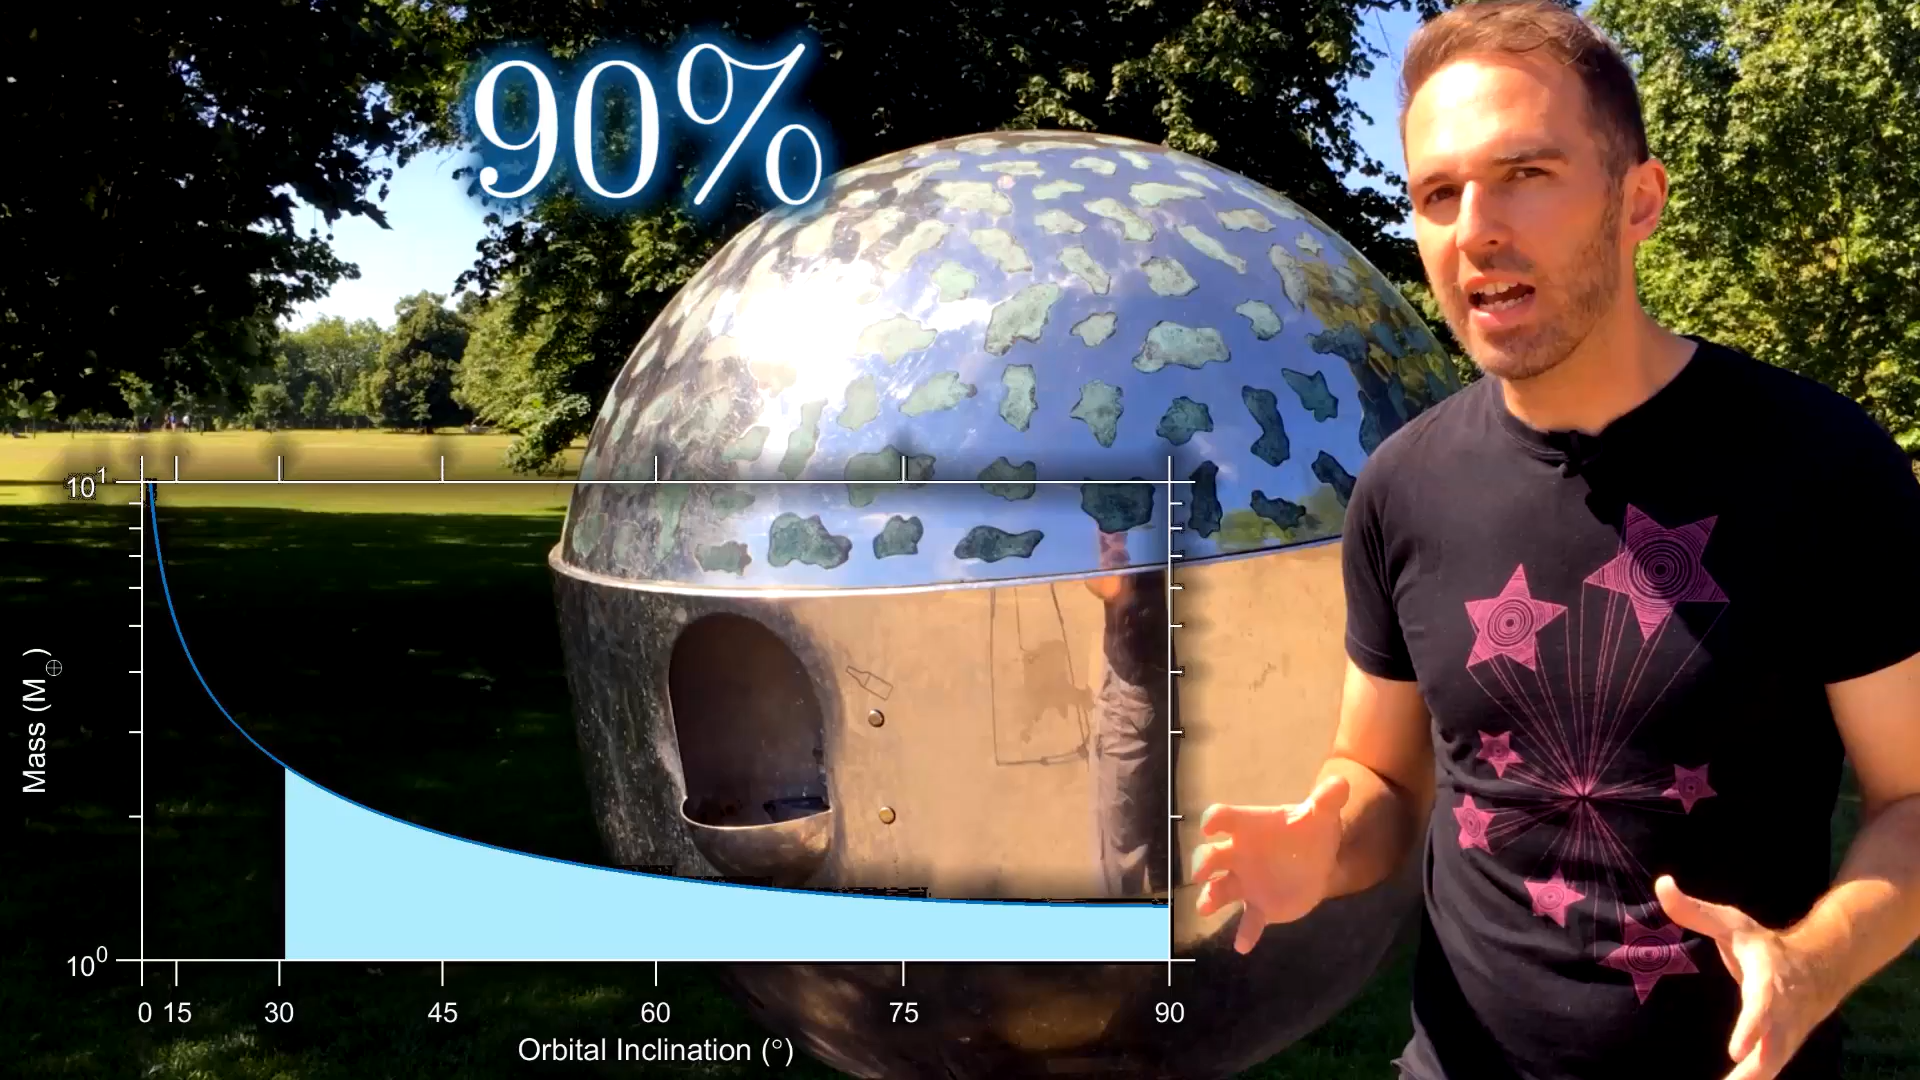 90%
10¹
Mass (M⊕)
10⁰
0 15 30 45 60 75 90
Orbital Inclination (°)